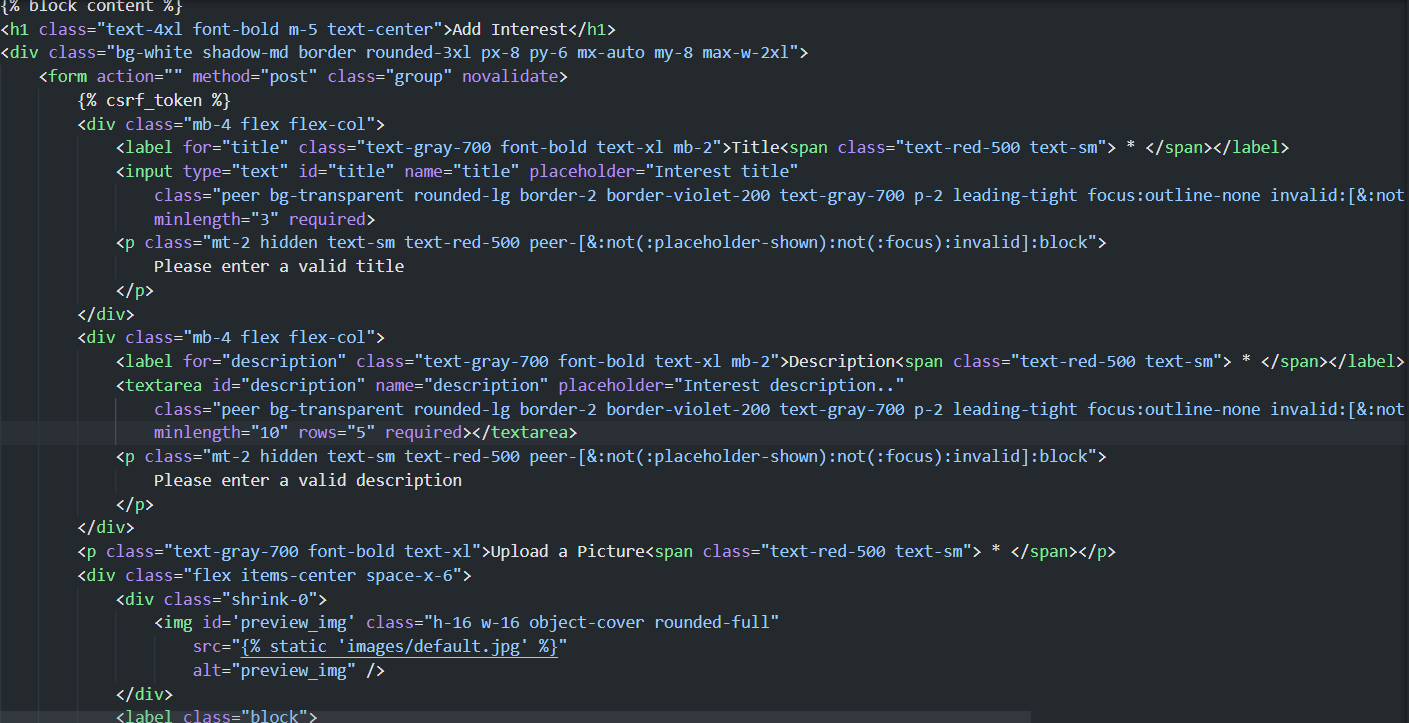 {% block content %}
<h1 class="text-4xl font-bold m-5 text-center">Add Interest</h1>
<div class="bg-white shadow-md border rounded-3xl px-8 py-6 mx-auto my-8 max-w-2xl">
<form action="" method="post" class="group" novalidate>
{% csrf_token %}
<div class="mb-4 flex flex-col">
<label for="title" class="text-gray-700 font-bold text-xl mb-2">Title<span class="text-red-500 text-sm"> * </span></label>
<input type="text" id="title" name="title" placeholder="Interest title"
class="peer bg-transparent rounded-lg border-2 border-violet-200 text-gray-700 p-2 leading-tight focus:outline-none invalid:[&:not
minlength="3" required>
<p class="mt-2 hidden text-sm text-red-500 peer-[&:not(:placeholder-shown):not(:focus):invalid]:block">
Please enter a valid title
</p>
</div>
<div class="mb-4 flex flex-col">
<label for="description" class="text-gray-700 font-bold text-xl mb-2">Description<span class="text-red-500 text-sm"> * </span></label>
<textarea id="description" name="description" placeholder="Interest description.."
class="peer bg-transparent rounded-lg border-2 border-violet-200 text-gray-700 p-2 leading-tight focus:outline-none invalid:[&:not
minlength="10" rows="5" required></textarea>
<p class="mt-2 hidden text-sm text-red-500 peer-[&:not(:placeholder-shown):not(:focus):invalid]:block">
Please enter a valid description
</p>
</div>
<p class="text-gray-700 font-bold text-xl">Upload a Picture<span class="text-red-500 text-sm"> * </span></p>
<div class="flex items-center space-x-6">
<div class="shrink-0">
<img id='preview_img' class="h-16 w-16 object-cover rounded-full"
src="{% static 'images/default.jpg' %}"
alt="preview_img" />
</div>
<label class="block">